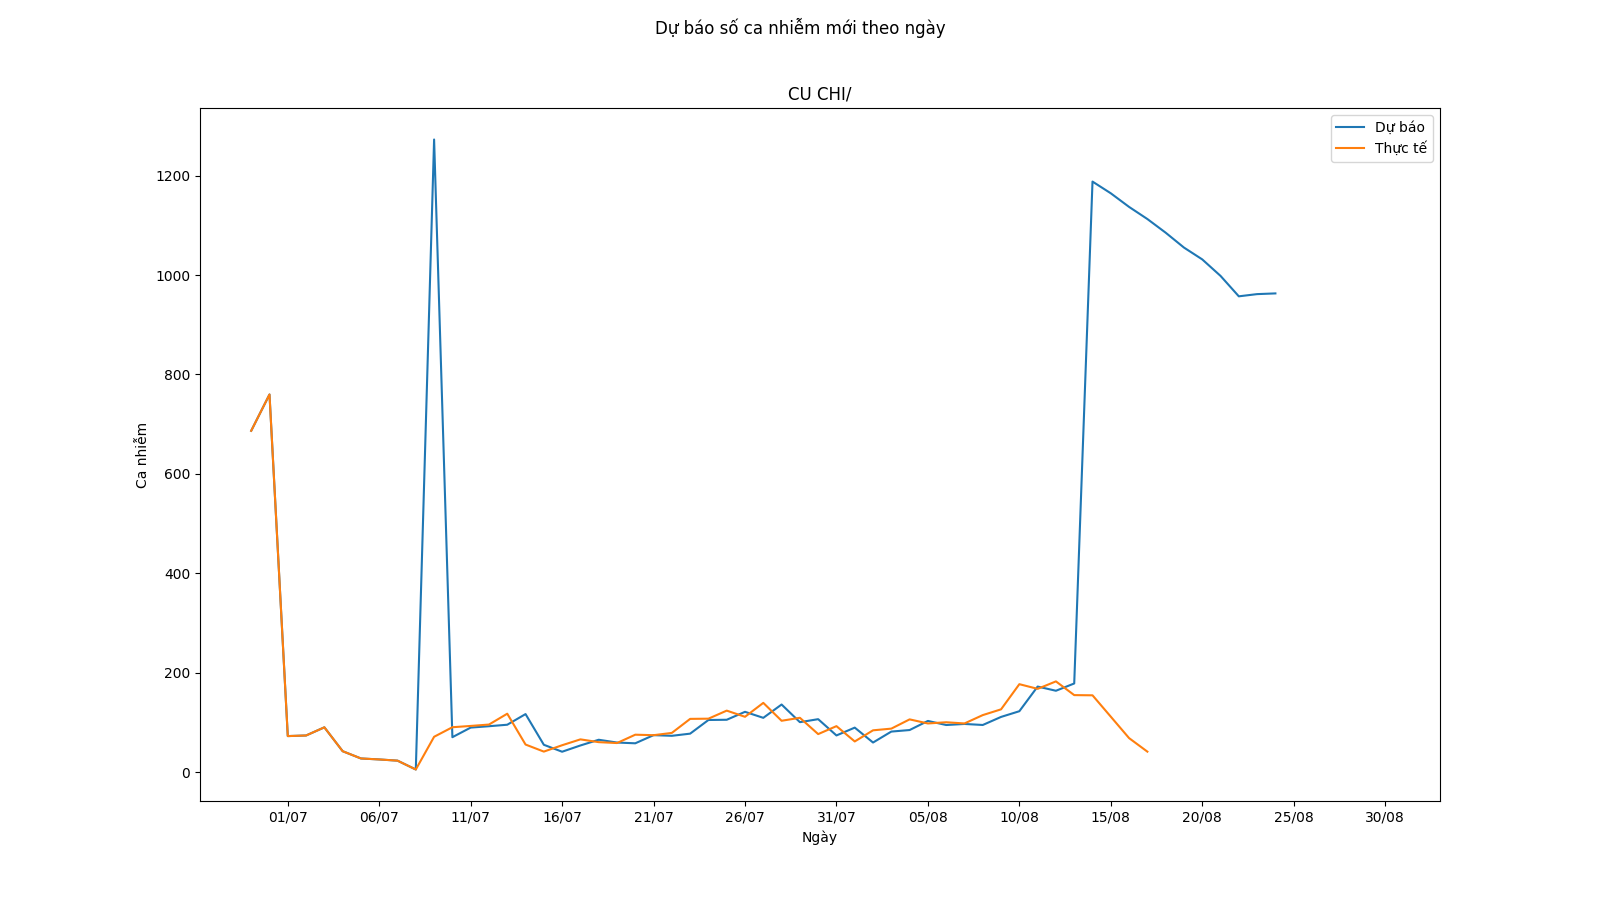 Dự báo số ca nhiễm mới theo ngày
CU CHI/
Dự báo
Thực tế
1200
1000
800
600
400
200
0
Ca nhiễm
01/07 06/07 11/07 16/07 21/07 26/07 31/07 05/08 10/08 15/08 20/08 25/08 30/08
Ngày